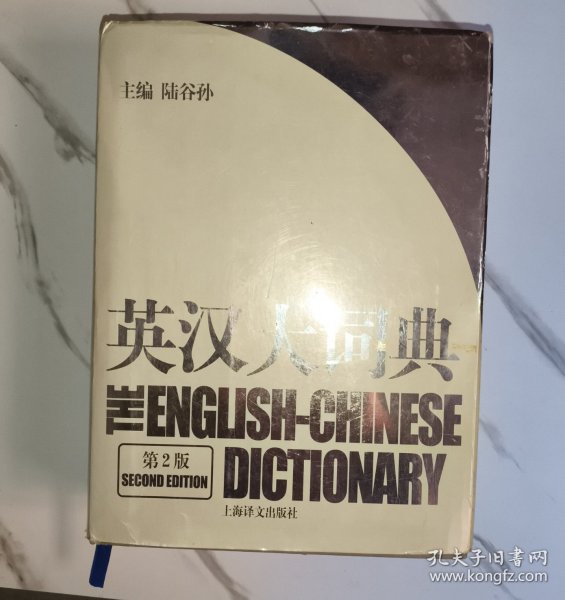 主编 陆谷孙
英汉大词典
THE ENGLISH-CHINESE
DICTIONARY
第2版
SECOND EDITION
上海译文出版社
孔夫子旧书网
www.kongfz.com